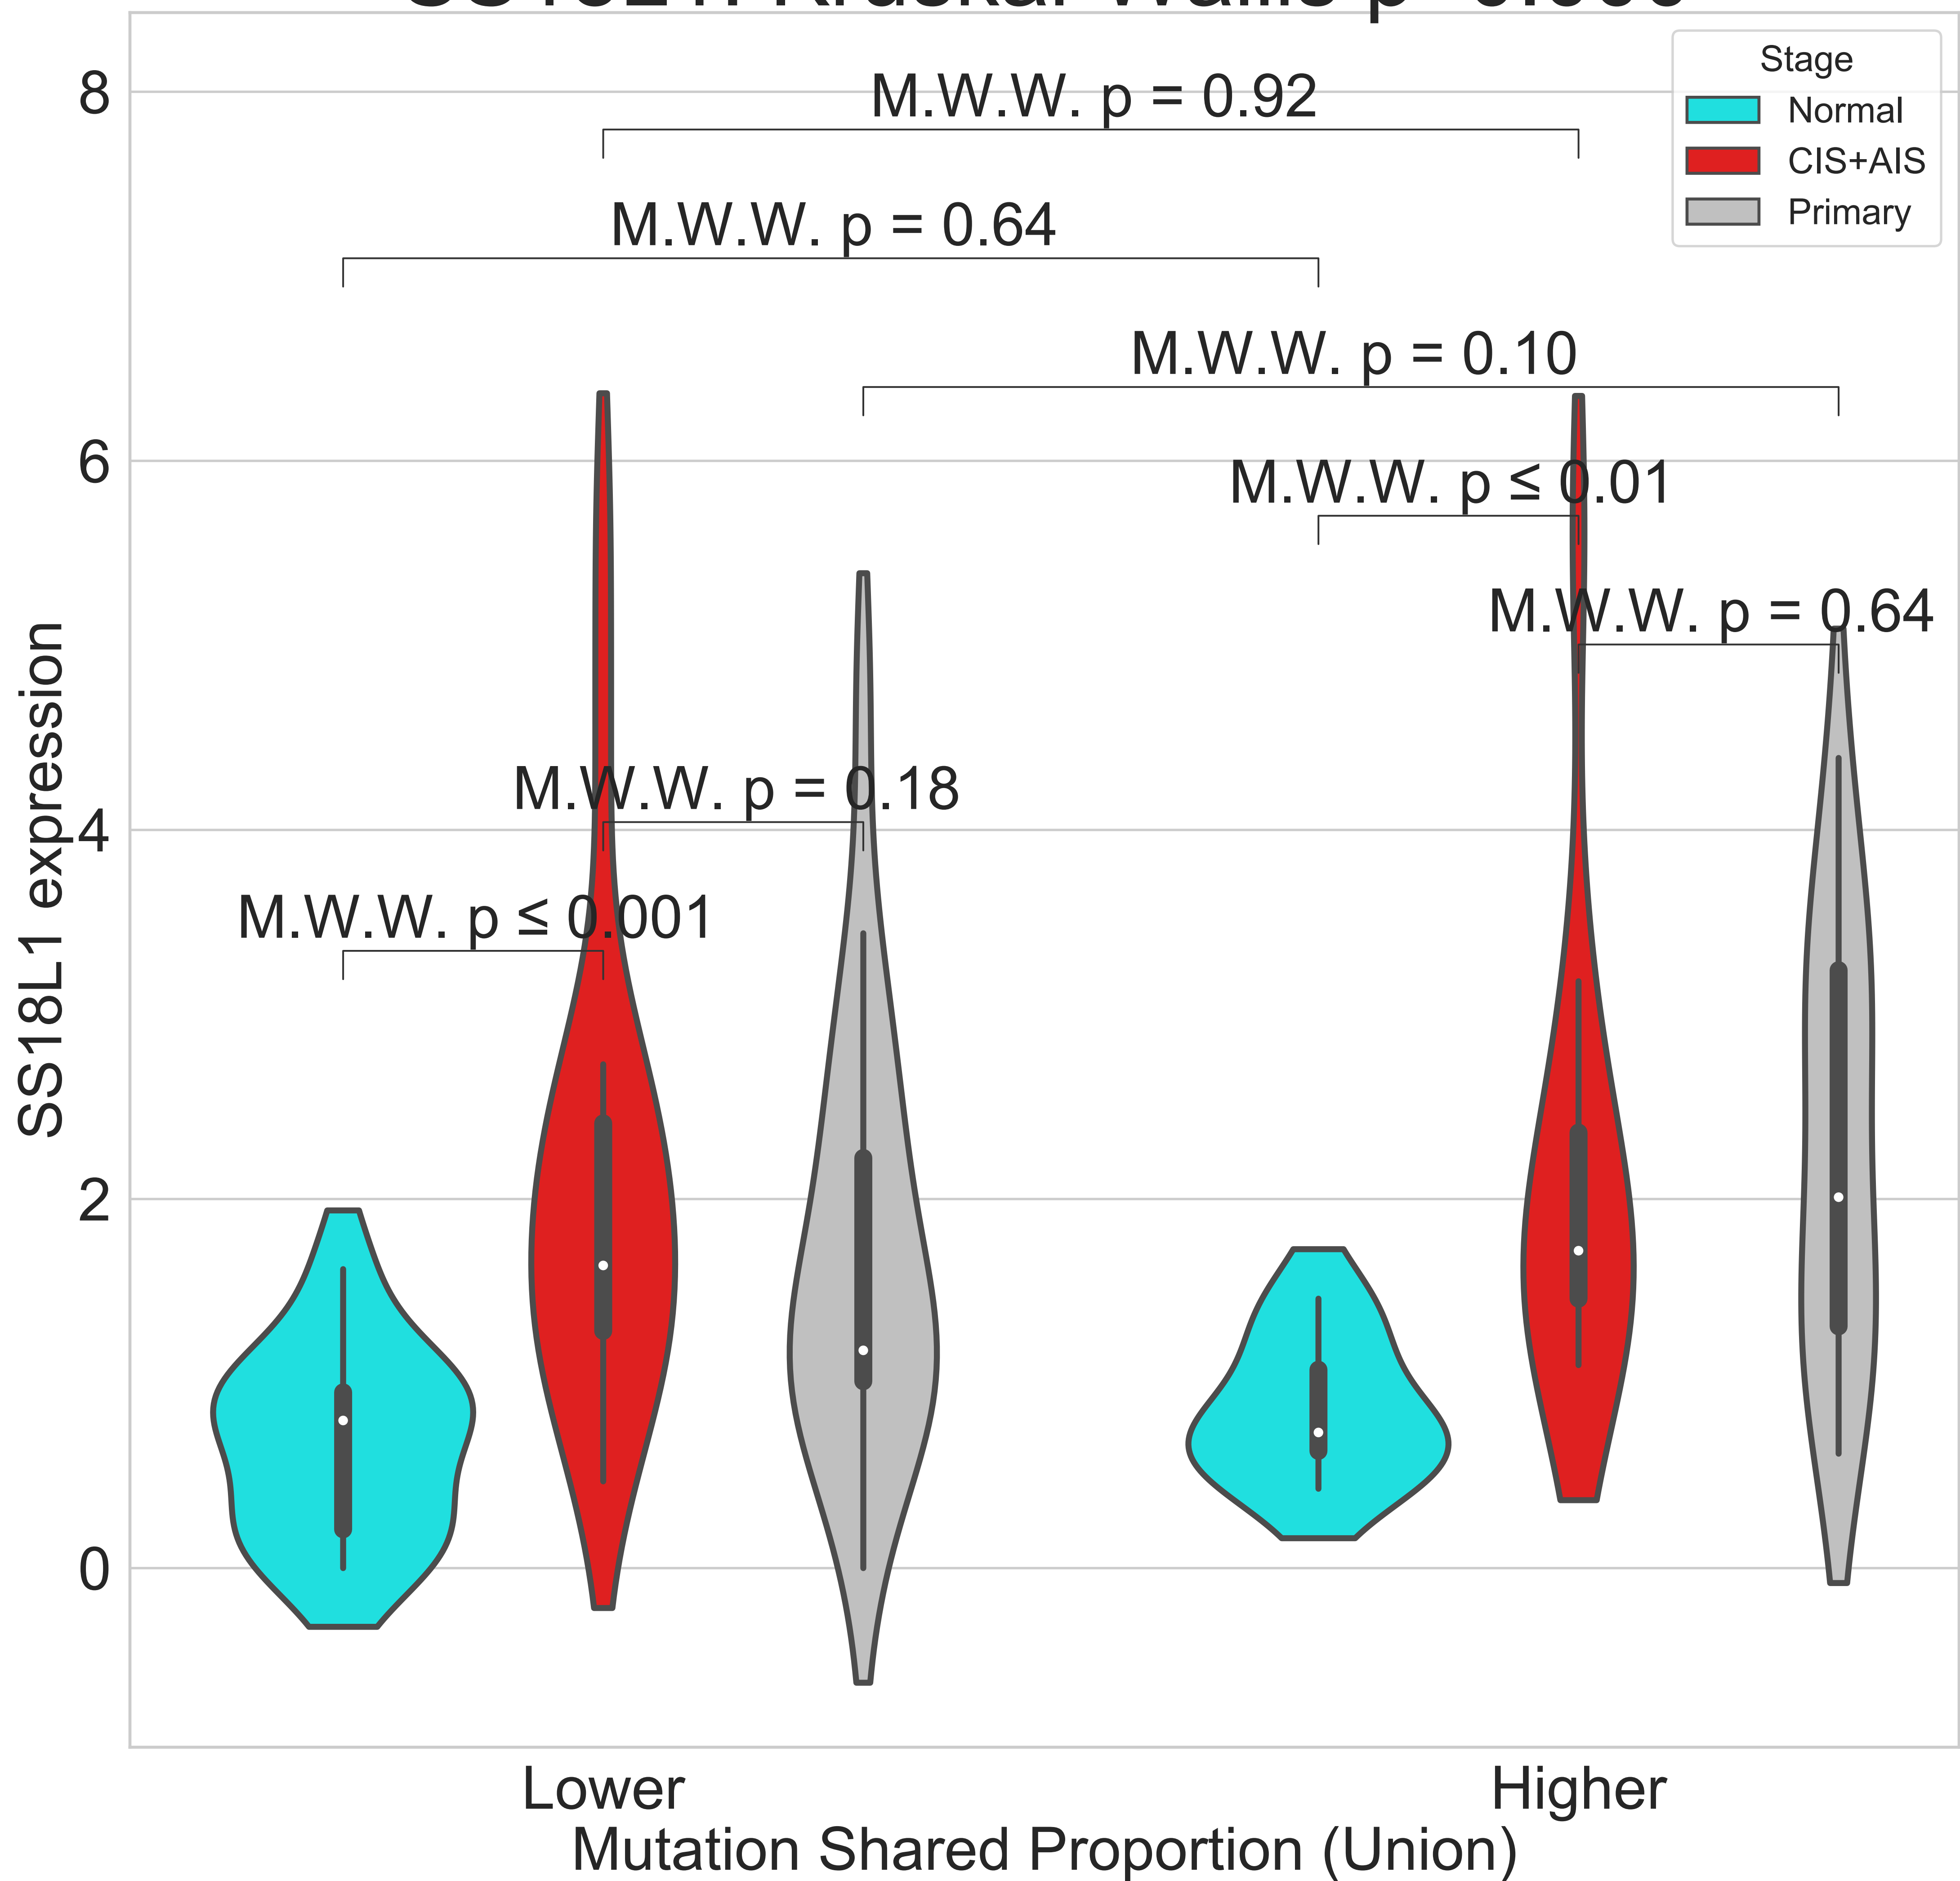 Stage
Normal
CIS+AIS
Primary
M.W.W. p = 0.92
M.W.W. p = 0.64
M.W.W. p = 0.10
M.W.W. p ≤ 0.01
M.W.W. p = 0.64
M.W.W. p = 0.18
M.W.W. p ≤ 0.001
8
6
4
2
0
SS18L1 expression
Lower
Higher
Mutation Shared Proportion (Union)